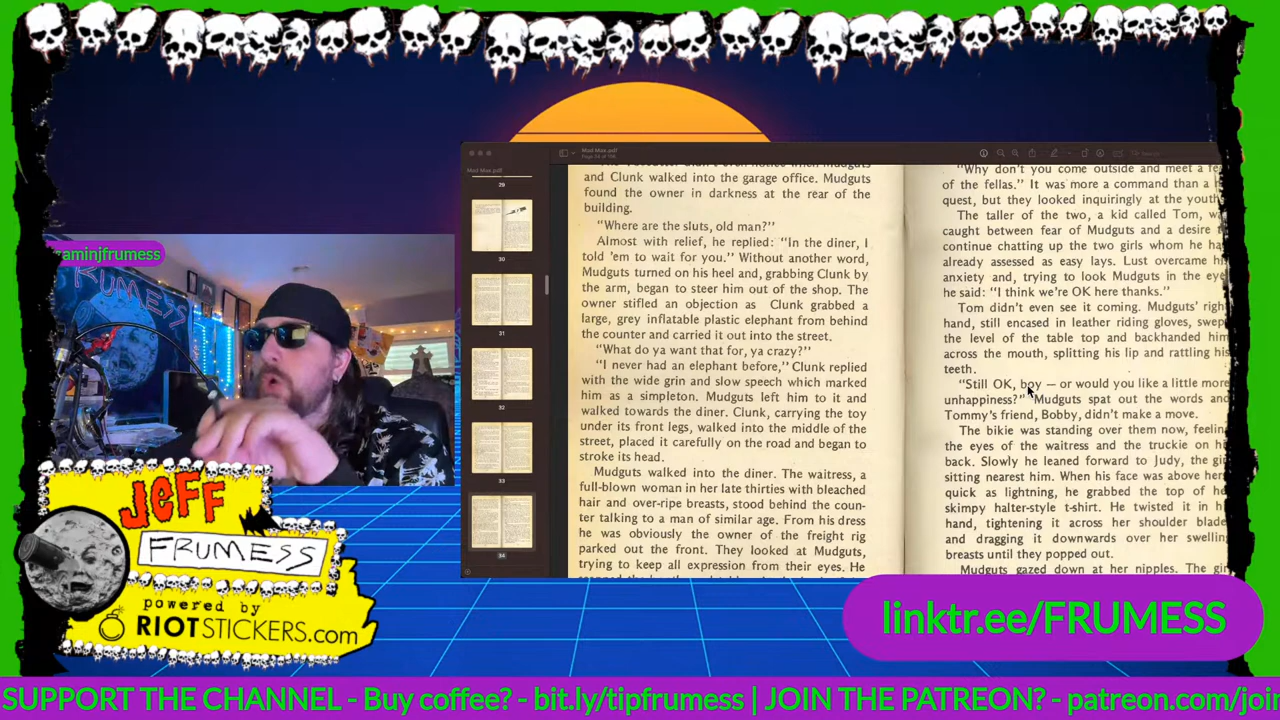 aminjfrumess
FRUMESS
JEFF
FRUMESS
powered by
RIOTSTICKERS.com
Mad Max.pdf
Mad Max.pdf
29
30
31
32
33
34
and Clunk walked into the garage office. Mudguts
found the owner in darkness at the rear of the
building.
“Where are the sluts, old man?”
Almost with relief, he replied: “In the diner, I
told ’em to wait for you.” Without another word,
Mudguts turned on his heel and, grabbing Clunk by
the arm, began to steer him out of the shop. The
owner stifled an objection as Clunk grabbed a
large, grey inflatable plastic elephant from behind
the counter and carried it out into the street.
“What do ya want that for, ya crazy?”
“I never had an elephant before,” Clunk replied
with the wide grin and slow speech which marked
him as a simpleton. Mudguts left him to it and
walked towards the diner. Clunk, carrying the toy
under its front legs, walked into the middle of the
street, placed it carefully on the road and began to
stroke its head.
Mudguts walked into the diner. The waitress, a
full-blown woman in her late thirties with bleached
hair and over-ripe breasts, stood behind the coun-
ter talking to a man of similar age. From his dress
he was obviously the owner of the freight rig
parked out the front. They looked at Mudguts,
trying to keep all expression from their eyes. He
“Why don’t you come outside and meet a fe
of the fellas.” It was more a command than a
quest, but they looked inquiringly at the youth
The taller of the two, a kid called Tom, wa
caught between fear of Mudguts and a desire
continue chatting up the two girls whom he ha
already assessed as easy lays. Lust overcame h
anxiety and, trying to look Mudguts in the eye
he said: “I think we’re OK here thanks.”
Tom didn’t even see it coming. Mudguts’ right
hand, still encased in leather riding gloves, swep
the level of the table top and backhanded him
across the mouth, splitting his lip and rattling his
teeth.
“Still OK, boy — or would you like a little more
unhappiness?” Mudguts spat out the words and
Tommy’s friend, Bobby, didn’t make a move.
The bikie was standing over them now, feelin
the eyes of the waitress and the truckie on hi
back. Slowly he leaned forward to Judy, the gi
sitting nearest him. When his face was above her
quick as lightning, he grabbed the top of he
skimpy halter-style t-shirt. He twisted it in h
hand, tightening it across her shoulder blade
and dragging it downwards over her swelling
breasts until they popped out.
Mudguts gazed down at her nipples. The gir
linktr.ee/FRUMESS
SUPPORT THE CHANNEL - Buy coffee? - bit.ly/tipfrumess | JOIN THE PATREON? - patreon.com/join